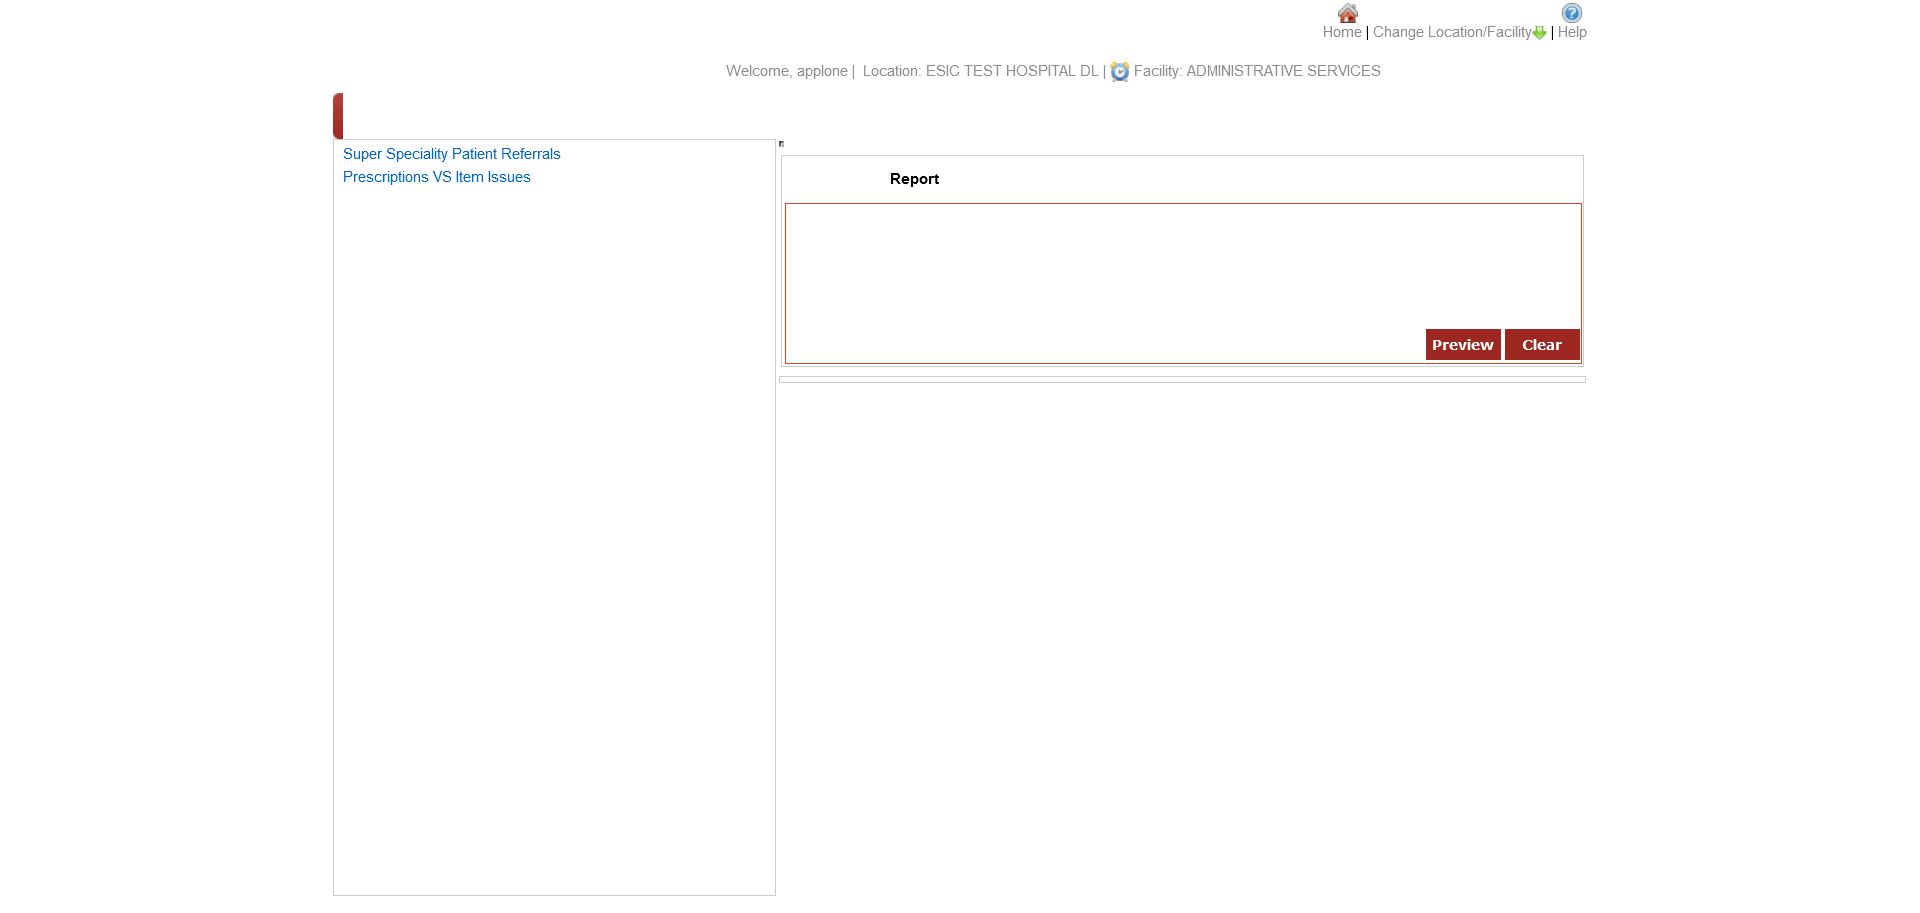 Home | Change Location/Facility | Help
Welcome, applone | Location: ESIC TEST HOSPITAL DL | Facility: ADMINISTRATIVE SERVICES
Super Speciality Patient Referrals
Prescriptions VS Item Issues
Report
Preview Clear